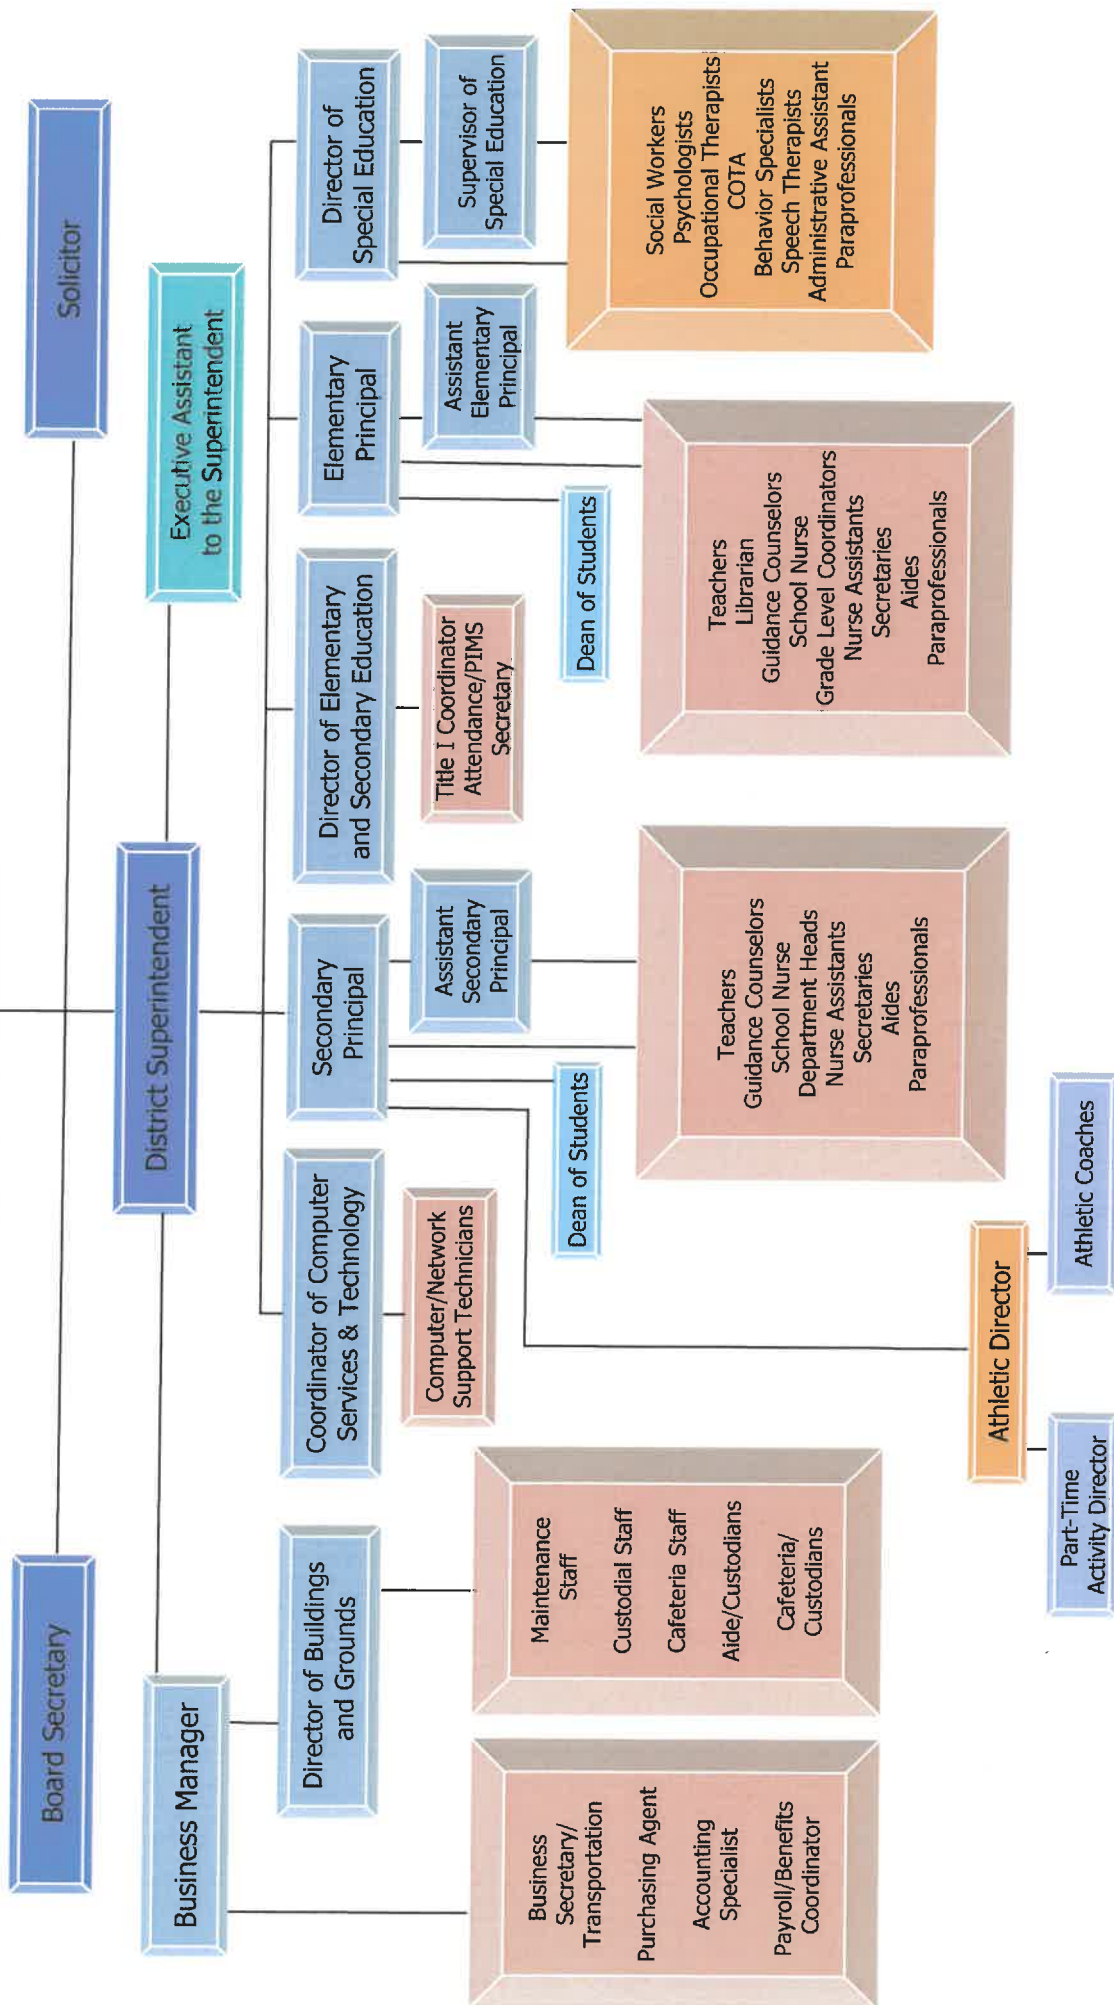 Board Secretary
Solicitor
District Superintendent
Business Manager
Executive Assistant
to the Superintendent
Director of Buildings
and Grounds
Coordinator of Computer
Services & Technology
Secondary
Principal
Director of Elementary
and Secondary Education
Elementary
Principal
Director of
Special Education
Computer/Network
Support Technicians
Assistant
Secondary
Principal
Title I Coordinator
Attendance/PIMS
Secretary
Assistant
Elementary
Principal
Supervisor of
Special Education
Business
Secretary/
Transportation
Purchasing Agent
Accounting
Specialist
Payroll/Benefits
Coordinator
Maintenance
Staff
Custodial Staff
Cafeteria Staff
Aide/Custodians
Cafeteria/
Custodians
Dean of Students
Dean of Students
Teachers
Guidance Counselors
School Nurse
Department Heads
Nurse Assistants
Secretaries
Aides
Paraprofessionals
Teachers
Librarian
Guidance Counselors
School Nurse
Grade Level Coordinators
Nurse Assistants
Secretaries
Aides
Paraprofessionals
Social Workers
Psychologists
Occupational Therapists
COTA
Behavior Specialists
Speech Therapists
Administrative Assistant
Paraprofessionals
Athletic Director
Part-Time
Activity Director
Athletic Coaches